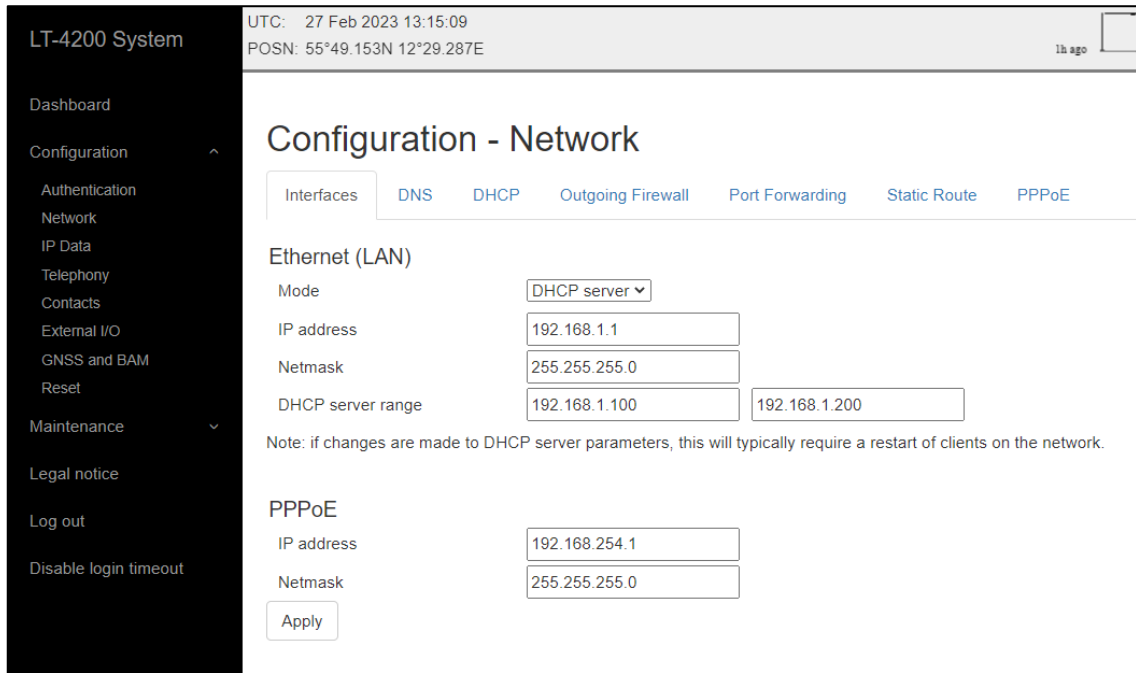 LT-4200 System
UTC: 27 Feb 2023 13:15:09
POSN: 55°49.153N 12°29.287E
1h ago
Dashboard
Configuration
Authentication
Network
IP Data
Telephony
Contacts
External I/O
GNSS and BAM
Reset
Maintenance
Legal notice
Log out
Disable login timeout
Configuration - Network
Interfaces DNS DHCP Outgoing Firewall Port Forwarding Static Route PPPoE
Ethernet (LAN)
Mode DHCP server
IP address 192.168.1.1
Netmask 255.255.255.0
DHCP server range 192.168.1.100 192.168.1.200
Note: if changes are made to DHCP server parameters, this will typically require a restart of clients on the network.
PPPoE
IP address 192.168.254.1
Netmask 255.255.255.0
Apply